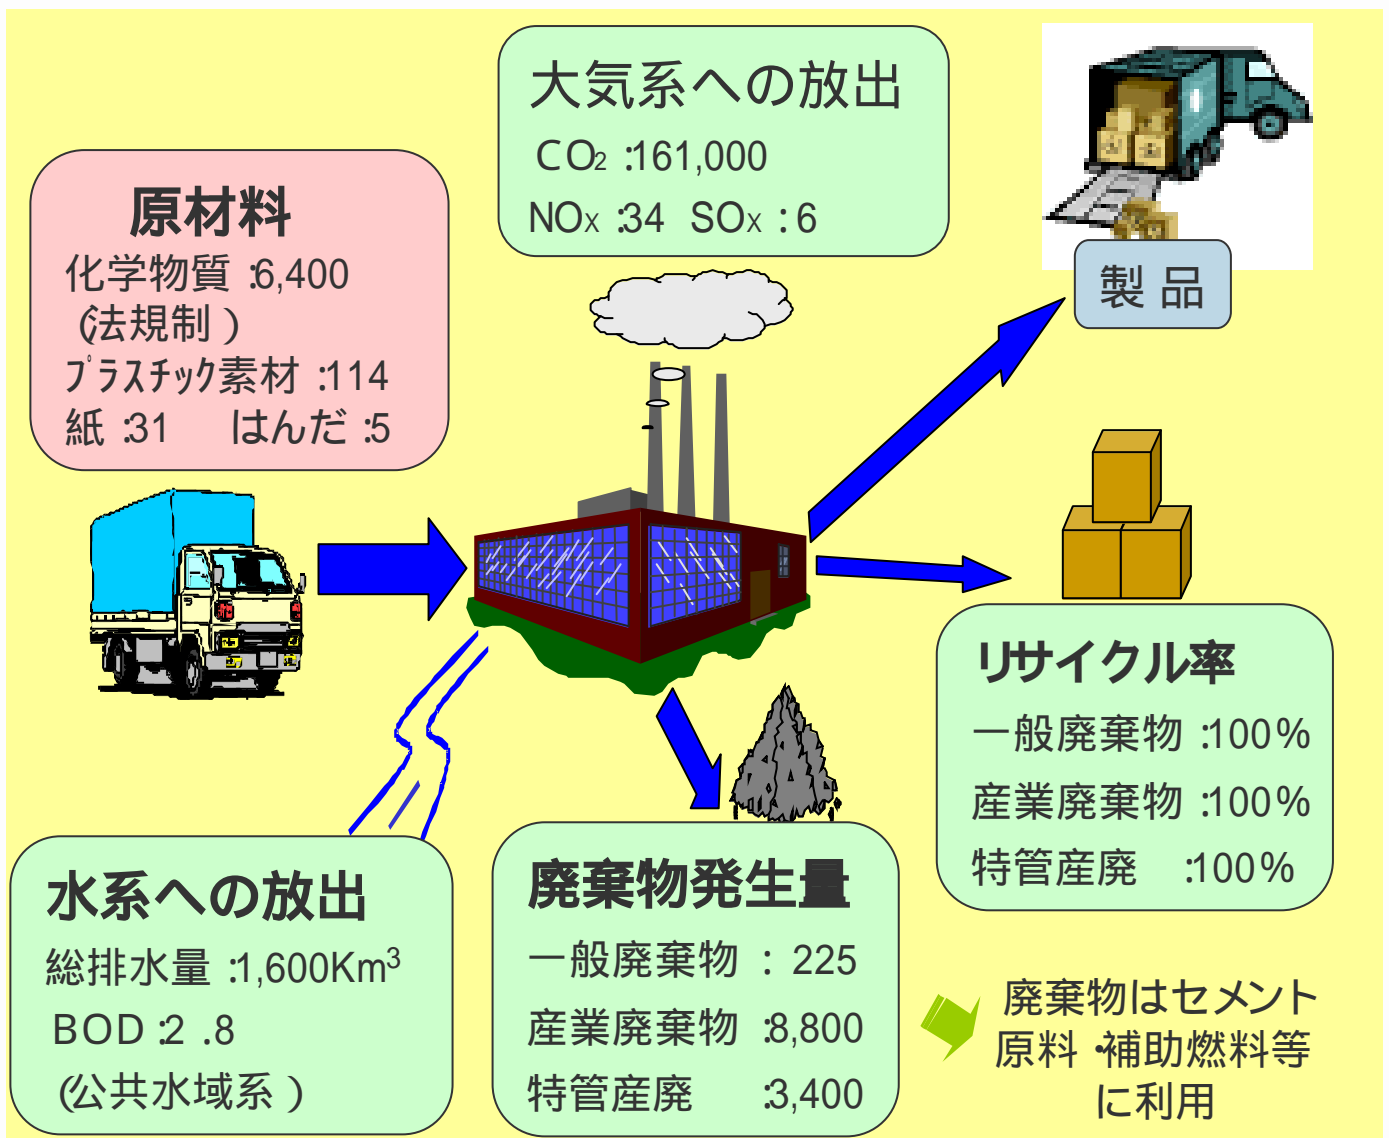 大気系への放出
CO₂ :161,000
NOx :34 SOx : 6
原材料
化学物質 :6,400
(法規制)
プラスチック素材 :114
紙 :31 はんだ :5
製 品
リサイクル率
一般廃棄物 :100%
産業廃棄物 :100%
特管産廃 :100%
水系への放出
総排水量 :1,600Km³
BOD :2 .8
(公共水域系)
廃棄物発生量
一般廃棄物 : 225
産業廃棄物 :8,800
特管産廃 :3,400
廃棄物はセメント
原料・補助燃料等
に利用